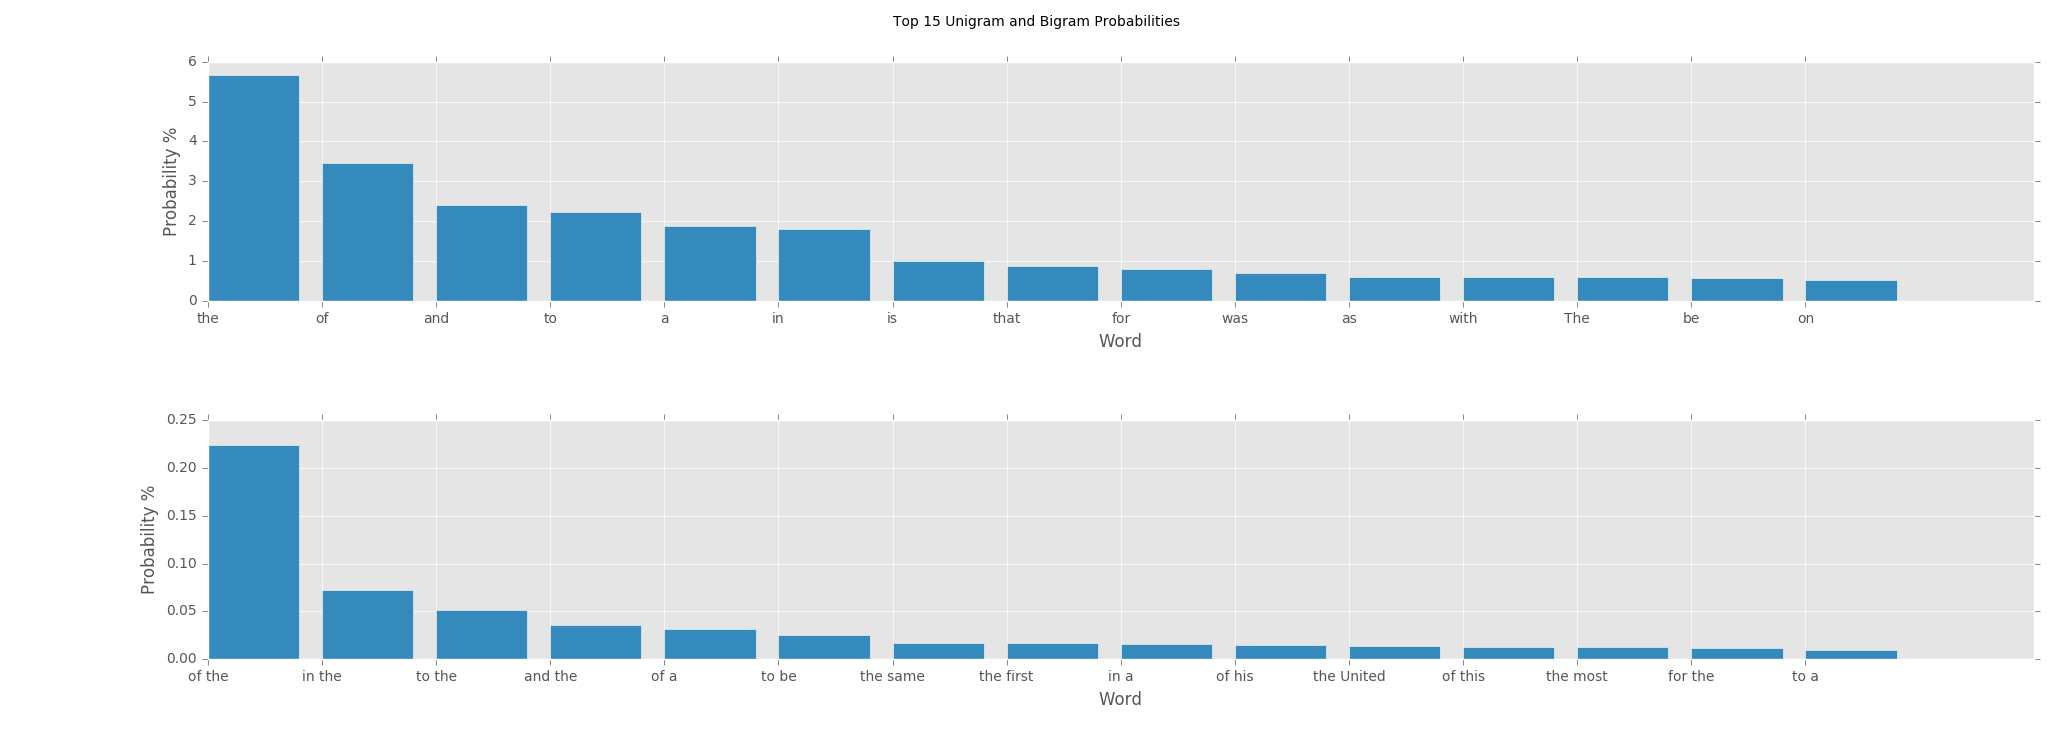 Top 15 Unigram and Bigram Probabilities
6
5
4
3
2
1
0
Probability %
the of and to a in is that for was as with The be on
Word
0.25
0.20
0.15
0.10
0.05
0.00
Probability %
of the in the to the and the of a to be the same the first in a of his the United of this the most for the to a
Word